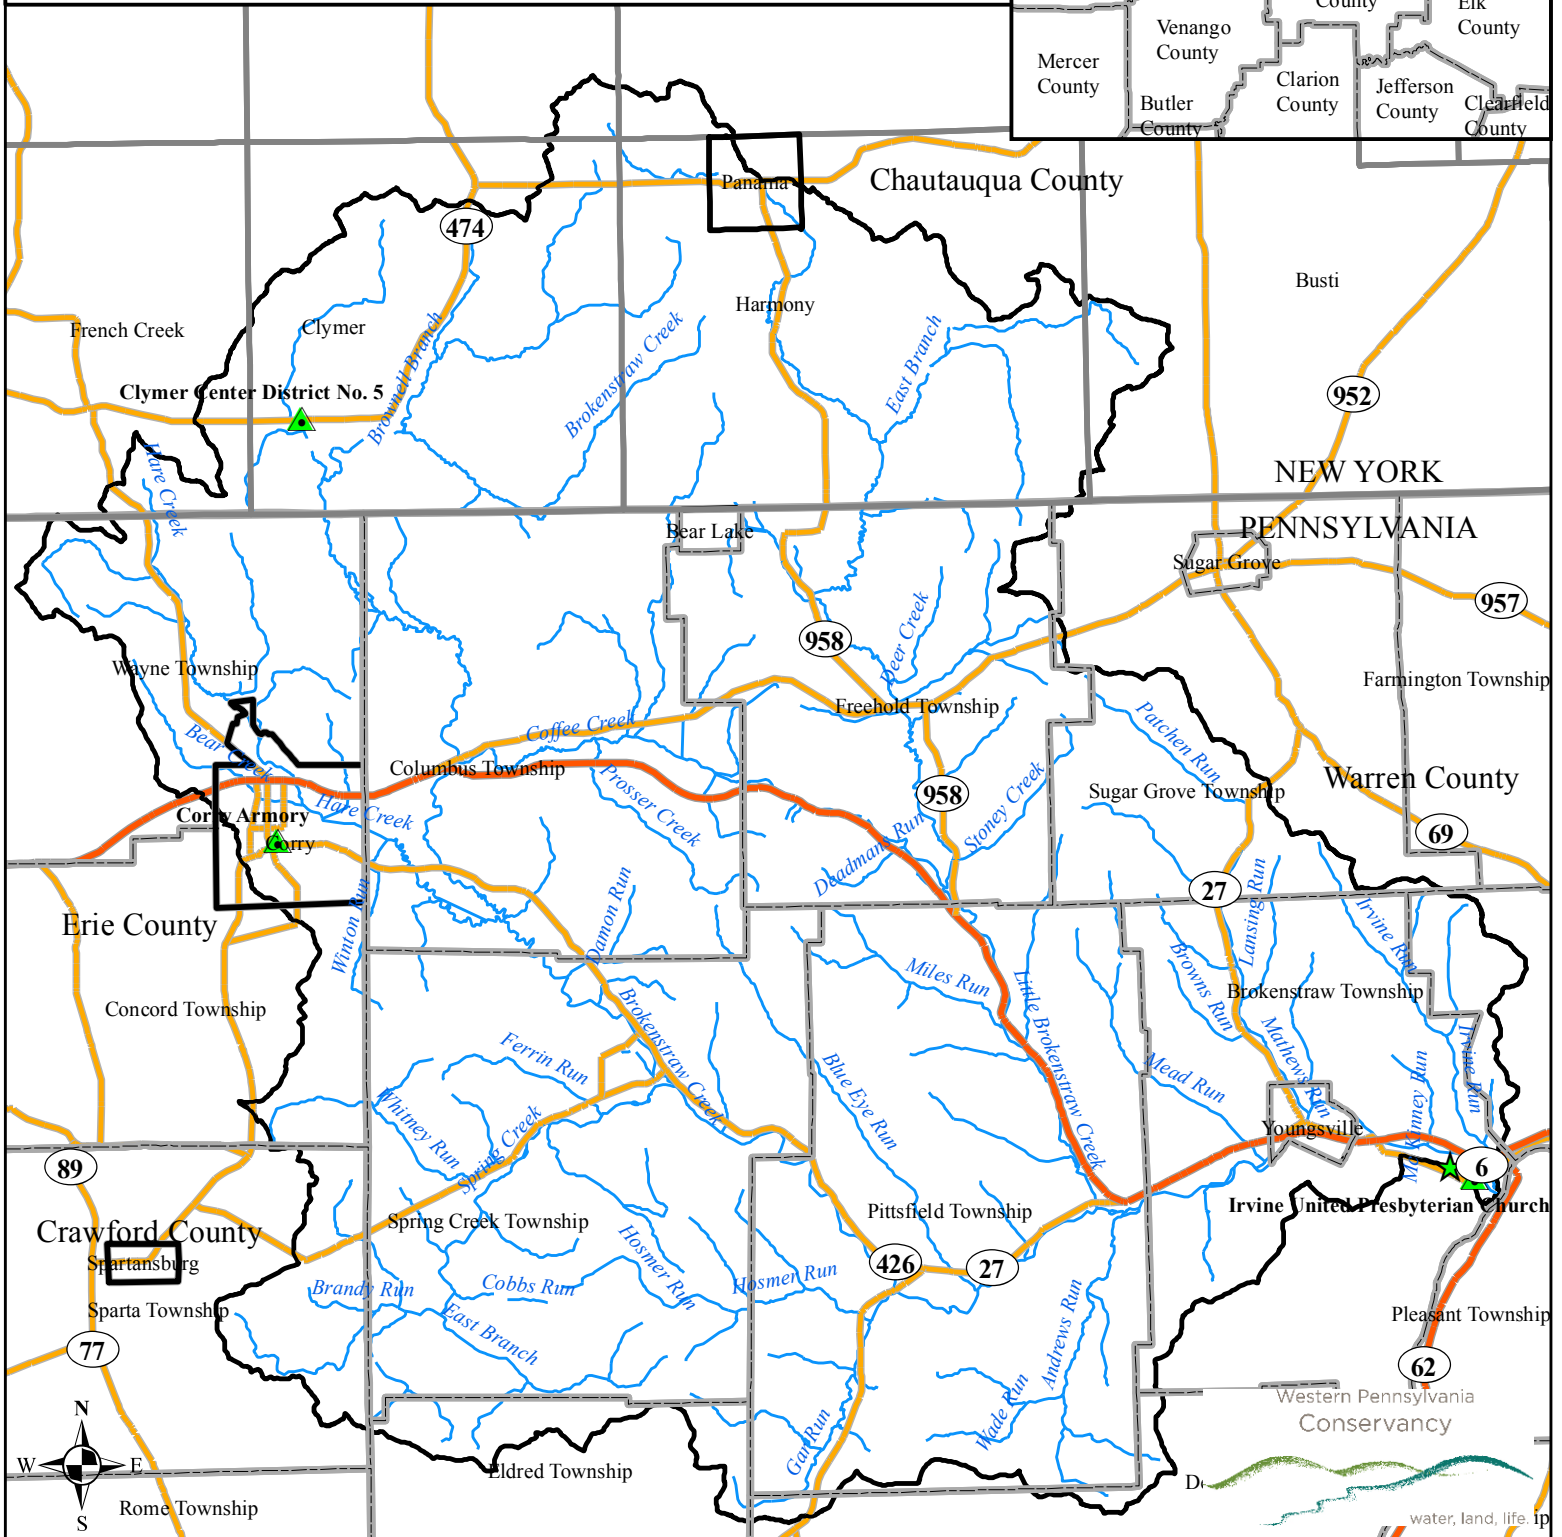 County
Elk
County
Venango
County
Mercer
County
Clarion
County
Jefferson
County
Butler
County
Clearfield
County
Panama
Chautauqua County
474
Busti
Harmony
French Creek
Clymer
Brownell Branch
Brokenstraw Creek
East Branch
Clymer Center District No. 5
952
Hare Creek
NEW YORK
PENNSYLVANIA
Bear Lake
Sugar Grove
957
958
Deer Creek
Wayne Township
Farmington Township
Freehold Township
Patchen Run
Coffee Creek
Bear Creek
Columbus Township
Prosser Creek
Warren County
Sugar Grove Township
958
Stoney Creek
Hare Creek
Corry Armory
Corry
69
Deadmans Run
27
Lansing Run
Irvine Run
Erie County
Winton Run
Damon Run
Miles Run
Little Brokenstraw Creek
Browns Run
Brokenstraw Township
Concord Township
Brokenstraw Creek
Ferrin Run
Mathews Run
Irvine Run
Blue Eye Run
Mead Run
McKinney Run
Whitney Run
Spring Creek
Youngsville
89
6
Irvine United Presbyterian Church
Pittsfield Township
Spring Creek Township
Crawford County
Spartansburg
Hosmer Run
Hosmer Run
426
27
Brandy Run
Cobbs Run
Sparta Township
East Branch
Andrews Run
Pleasant Township
77
62
Western Pennsylvania
Conservancy
Wade Run
Gar Run
N
W
E
S
Eldred Township
Rome Township
water, land, life.
ip